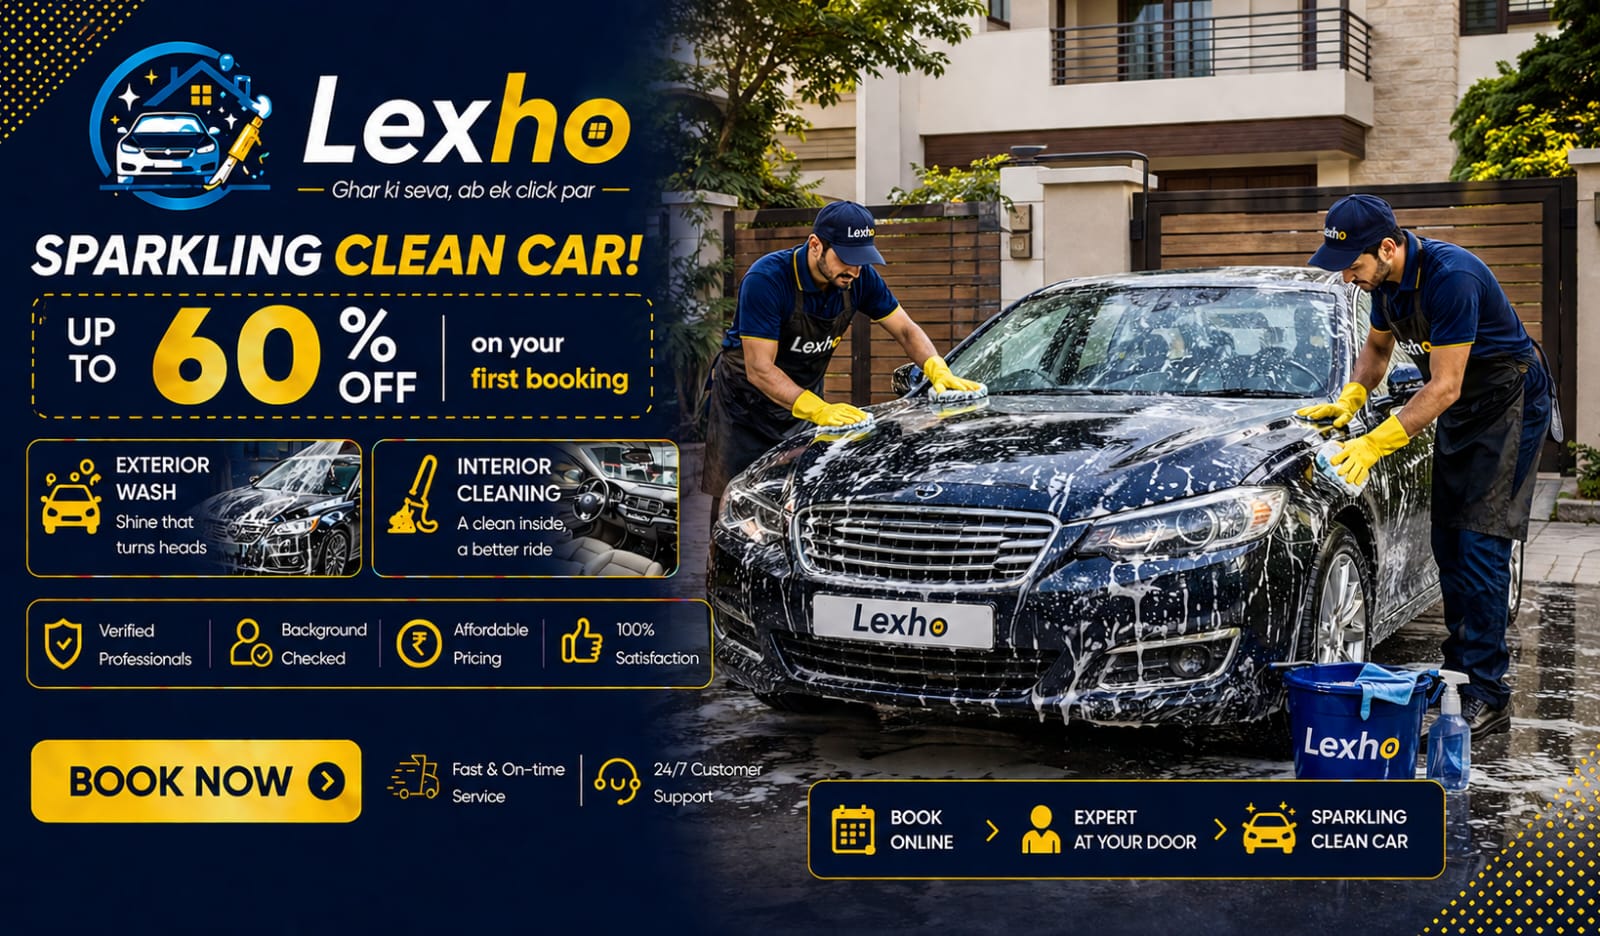 Lexho
Ghar ki seva, ab ek click par
SPARKLING CLEAN CAR!
UP TO 60% OFF
on your
first booking
EXTERIOR
WASH
Shine that
turns heads
INTERIOR
CLEANING
A clean inside,
a better ride
Verified
Professionals
Background
Checked
Affordable
Pricing
100%
Satisfaction
BOOK NOW
Fast & On-time
Service
24/7 Customer
Support
Lexho
Lexho
Lexho
Lexho
Lexho
Lexho
BOOK
ONLINE
EXPERT
AT YOUR DOOR
SPARKLING
CLEAN CAR